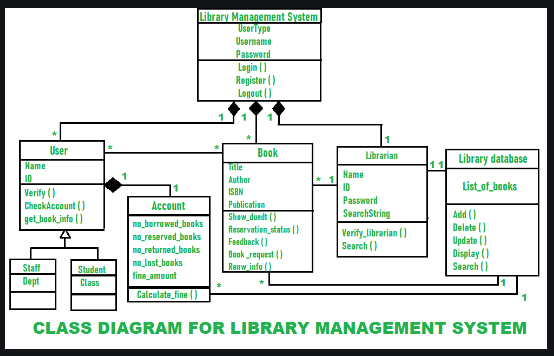 Library Management System
UserType
Username
Password
Login ( )
Register ( )
Logout ( )
1
1
1
*
*
1
User
Name
ID
Verify ( )
CheckAccount ( )
get_book_info ( )
*
*
1
1
Account
no_borrowed_books
no_reserved_books
no_returned_books
no_lost_books
fine_amount
Calculate_fine ( )
*
Book
Title
Author
ISBN
Publication
Show_duedt ( )
Reservation_status ( )
Feedback ( )
Book _request ( )
Renw_info ( )
*
*
1
Librarian
Name
ID
Password
SearchString
Verify_librarian ( )
Search ( )
1
1
Library database
List_of_books
Add ( )
Delete ( )
Update ( )
Display ( )
Search ( )
1
1
Staff
Dept
Student
Class
CLASS DIAGRAM FOR LIBRARY MANAGEMENT SYSTEM